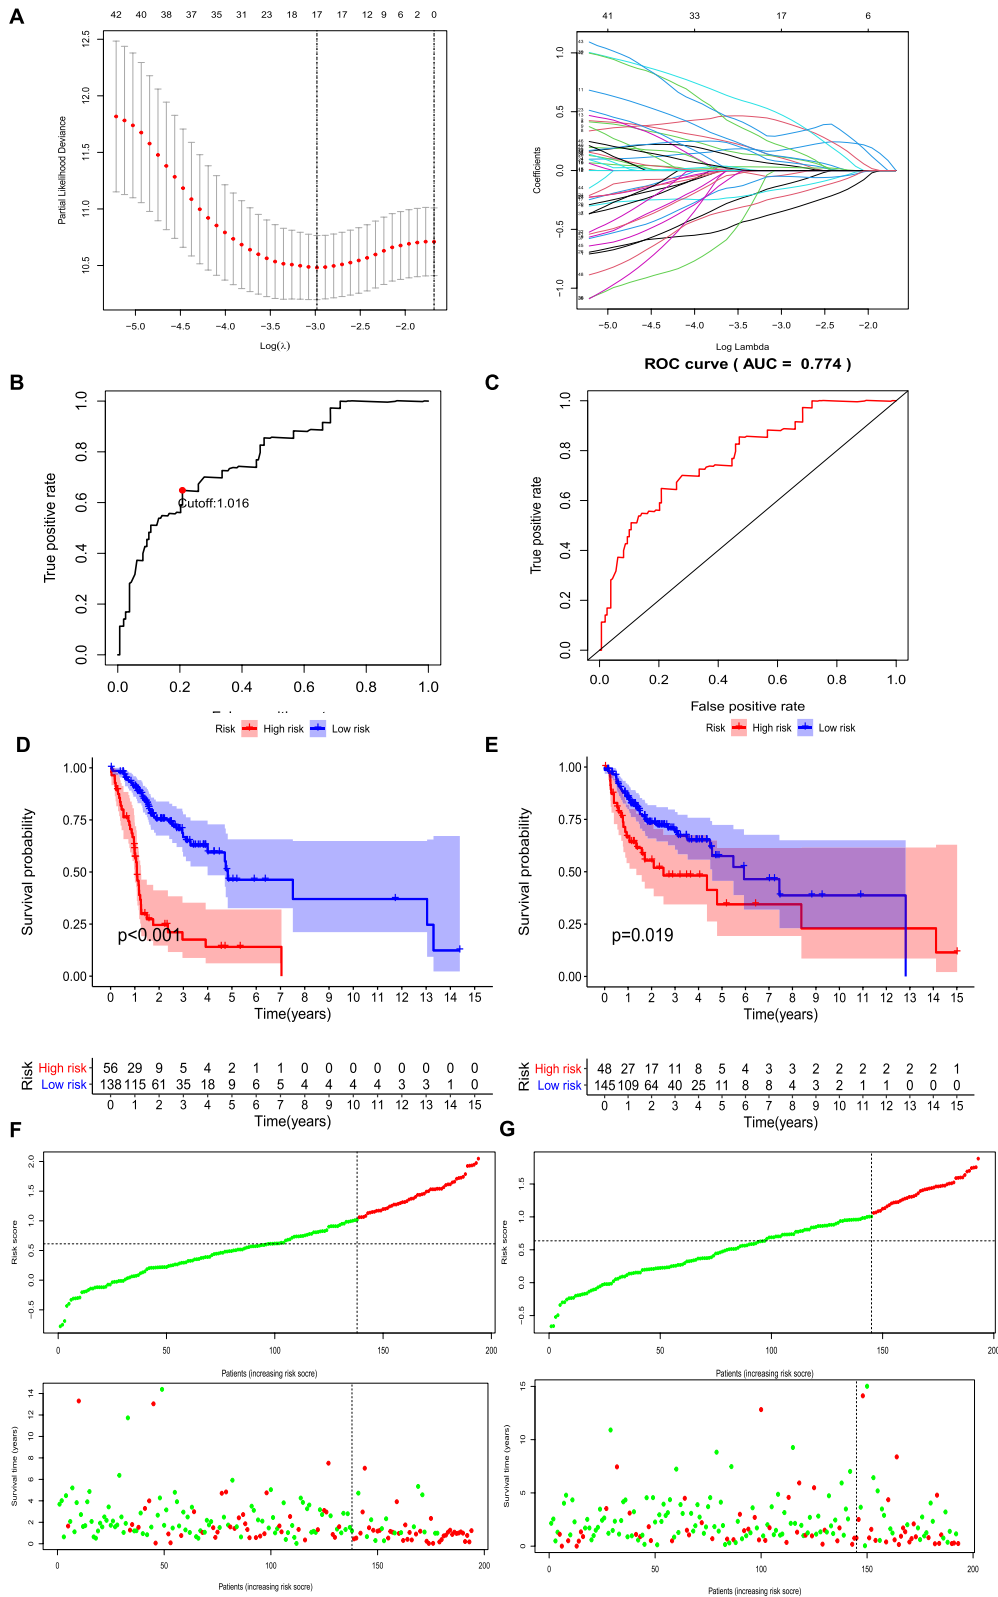 A
42 40 38 37 35 31 23 18 17 17 12 9 6 2 0
Partial Likelihood Deviance
12.5
12.0
11.5
11.0
10.5
−5.0 −4.5 −4.0 −3.5 −3.0 −2.5 −2.0
Log(λ)
41 33 17 6
Coefficients
1.0
0.5
0.0
−0.5
−1.0
−5.0 −4.5 −4.0 −3.5 −3.0 −2.5 −2.0
Log Lambda
B
True positive rate
1.0
0.8
0.6
0.4
0.2
0.0
Cutoff:1.016
0.0 0.2 0.4 0.6 0.8 1.0
C
ROC curve ( AUC = 0.774 )
True positive rate
1.0
0.8
0.6
0.4
0.2
0.0
0.0 0.2 0.4 0.6 0.8 1.0
False positive rate
D
Risk High risk Low risk
Survival probability
1.00
0.75
0.50
0.25
0.00
p<0.001
0 1 2 3 4 5 6 7 8 9 10 11 12 13 14 15
Time(years)
Risk
High risk 56 29 9 5 4 2 1 1 0 0 0 0 0 0 0 0
Low risk 138 115 61 35 18 9 6 5 4 4 4 4 3 3 1 0
0 1 2 3 4 5 6 7 8 9 10 11 12 13 14 15
Time(years)
E
Risk High risk Low risk
Survival probability
1.00
0.75
0.50
0.25
0.00
p=0.019
0 1 2 3 4 5 6 7 8 9 10 11 12 13 14 15
Time(years)
Risk
High risk 48 27 17 11 8 5 4 3 3 2 2 2 2 2 2 1
Low risk 145 109 64 40 25 11 8 8 4 3 2 1 1 0 0 0
0 1 2 3 4 5 6 7 8 9 10 11 12 13 14 15
Time(years)
F
Risk score
2.0
1.5
1.0
0.5
0.0
−0.5
0 50 100 150 200
Patients (increasing risk socre)
Survival time (years)
14
12
10
8
6
4
2
0
0 50 100 150 200
Patients (increasing risk socre)
G
Risk score
1.5
1.0
0.5
0.0
−0.5
0 50 100 150 200
Patients (increasing risk socre)
Survival time (years)
15
10
5
0
0 50 100 150 200
Patients (increasing risk socre)